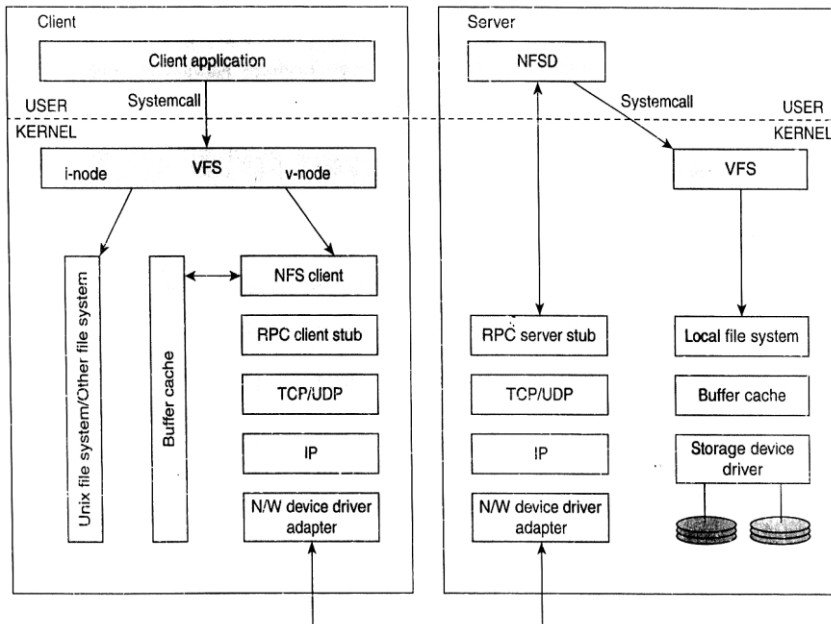 Client
Client application
Systemcall
USER
KERNEL
VFS
i-node
v-node
Unix file system/Other file system
Buffer cache
NFS client
RPC client stub
TCP/UDP
IP
N/W device driver
adapter
Server
NFSD
Systemcall
USER
KERNEL
VFS
RPC server stub
TCP/UDP
IP
N/W device driver
adapter
Local file system
Buffer cache
Storage device
driver